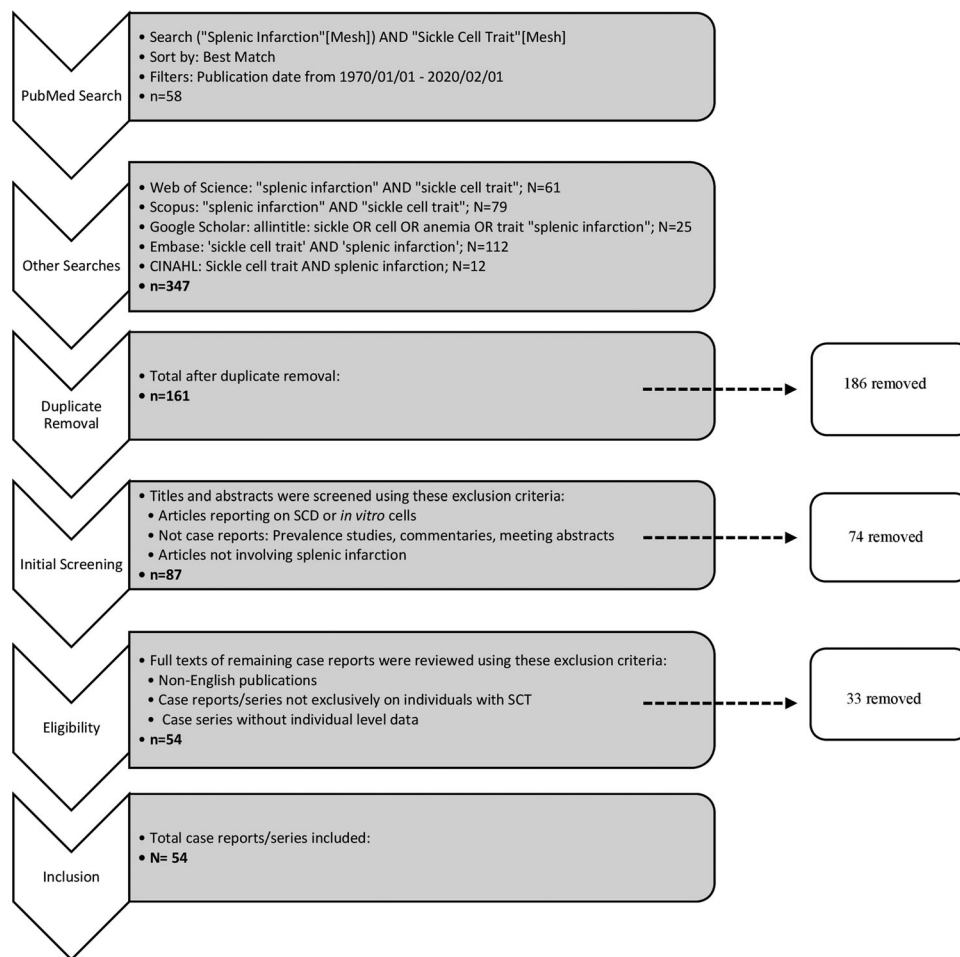 PubMed Search
• Search ("Splenic Infarction"[Mesh]) AND "Sickle Cell Trait"[Mesh]
• Sort by: Best Match
• Filters: Publication date from 1970/01/01 - 2020/02/01
• n=58
Other Searches
• Web of Science: "splenic infarction" AND "sickle cell trait"; N=61
• Scopus: "splenic infarction" AND "sickle cell trait"; N=79
• Google Scholar: allintitle: sickle OR cell OR anemia OR trait "splenic infarction"; N=25
• Embase: 'sickle cell trait' AND 'splenic infarction'; N=112
• CINAHL: Sickle cell trait AND splenic infarction; N=12
• n=347
Duplicate
Removal
• Total after duplicate removal:
• n=161
186 removed
Initial Screening
• Titles and abstracts were screened using these exclusion criteria:
• Articles reporting on SCD or in vitro cells
• Not case reports: Prevalence studies, commentaries, meeting abstracts
• Articles not involving splenic infarction
• n=87
74 removed
Eligibility
• Full texts of remaining case reports were reviewed using these exclusion criteria:
• Non-English publications
• Case reports/series not exclusively on individuals with SCT
• Case series without individual level data
• n=54
33 removed
Inclusion
• Total case reports/series included:
• N= 54